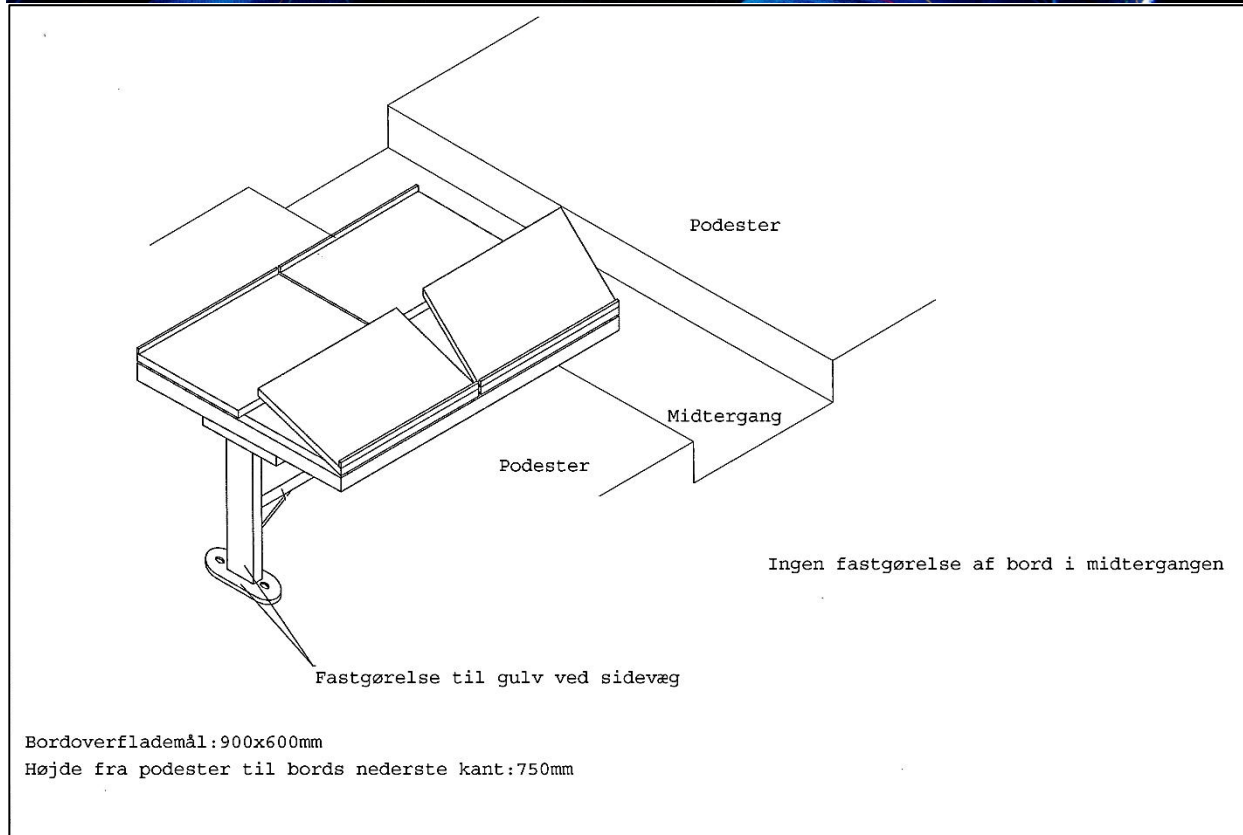 Podester
Midtergang
Podester
Ingen fastgørelse af bord i midtergangen
Fastgørelse til gulv ved sidevæg
Bordoverflademål:900x600mm
Højde fra podester til bords nederste kant:750mm